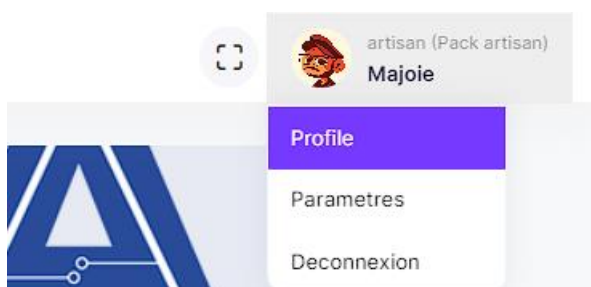 artisan (Pack artisan)
Majoie
Profile
Parametres
Deconnexion